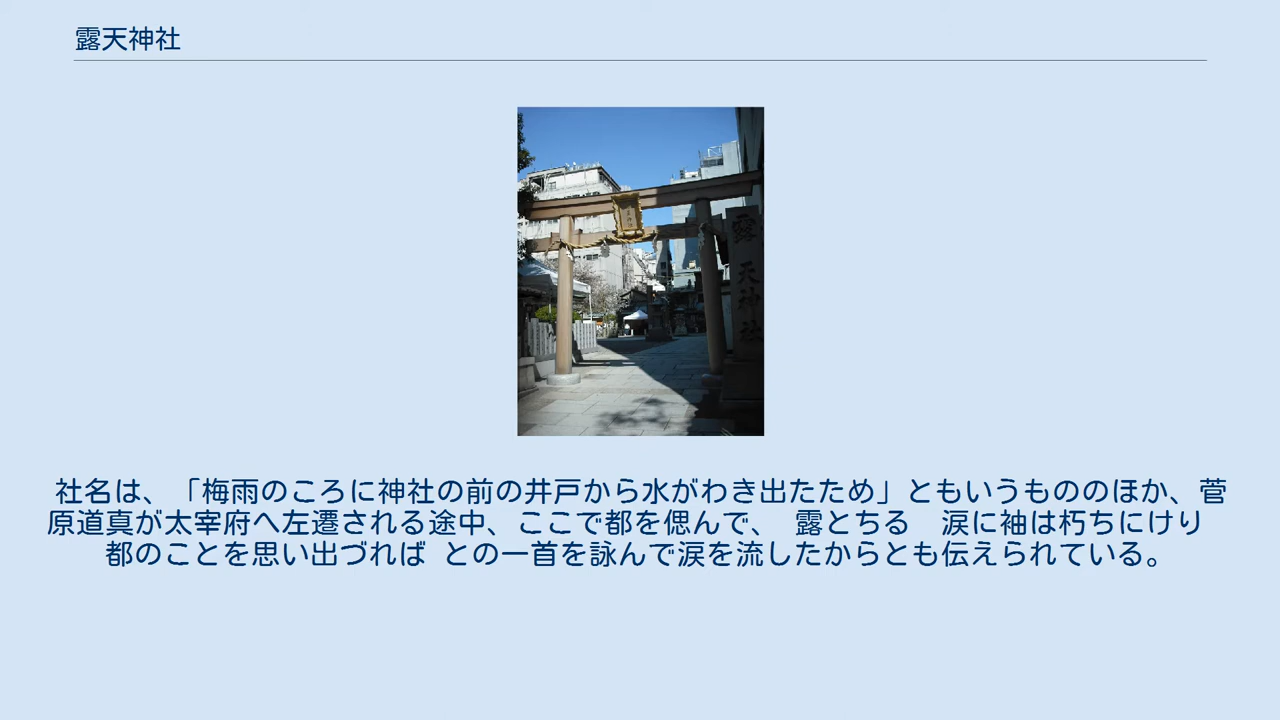 露天神社
露天神社
社名は、「梅雨のころに神社の前の井戸から水がわき出たため」ともいうもののほか、菅
原道真が太宰府へ左遷される途中、ここで都を偲んで、 露とちる　涙に袖は朽ちにけり
都のことを思い出づれば との一首を詠んで涙を流したからとも伝えられている。